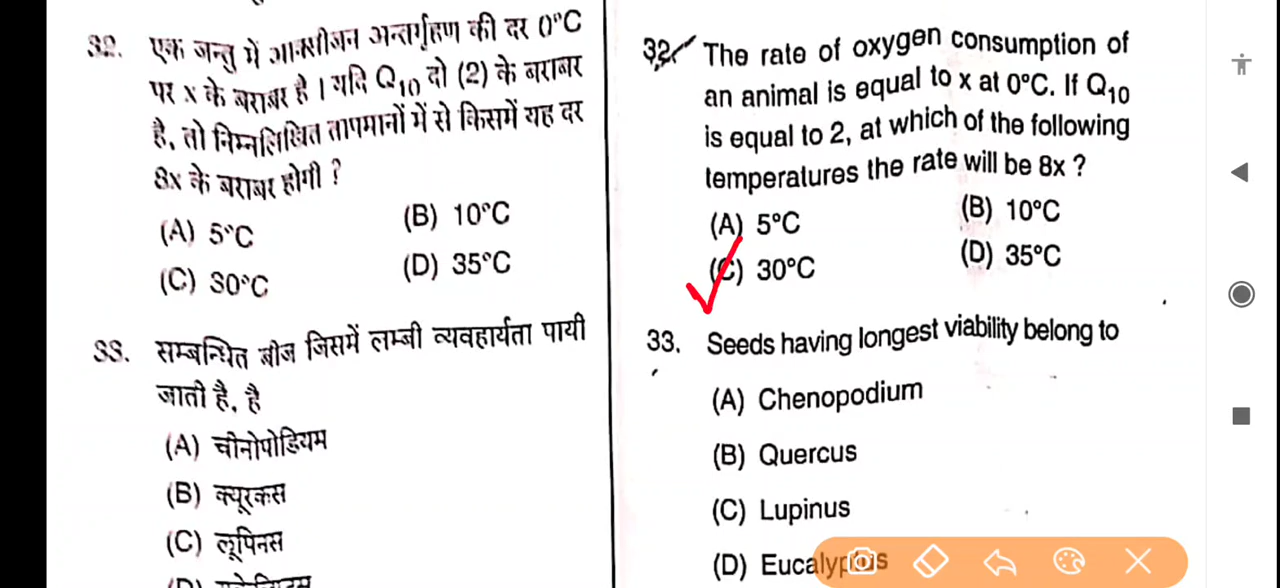 32. एक जन्तु में आक्सीजन अन्तर्ग्रहण की दर 0°C
पर x के बराबर है । यदि Q10 दो (2) के बराबर
है, तो निम्नलिखित तापमानों में से किसमें यह दर
8x के बराबर होगी ?
(A) 5°C (B) 10°C
(C) 30°C (D) 35°C
33. सम्बन्धित बीज जिसमें लम्बी व्यवहार्यता पायी
जाती है, है
(A) चीनोपोडियम
(B) क्यूरकस
(C) लूपिनस
32. The rate of oxygen consumption of
an animal is equal to x at 0°C. If Q10
is equal to 2, at which of the following
temperatures the rate will be 8x ?
(A) 5°C (B) 10°C
(C) 30°C (D) 35°C
33. Seeds having longest viability belong to
(A) Chenopodium
(B) Quercus
(C) Lupinus
(D) Eucalyptus